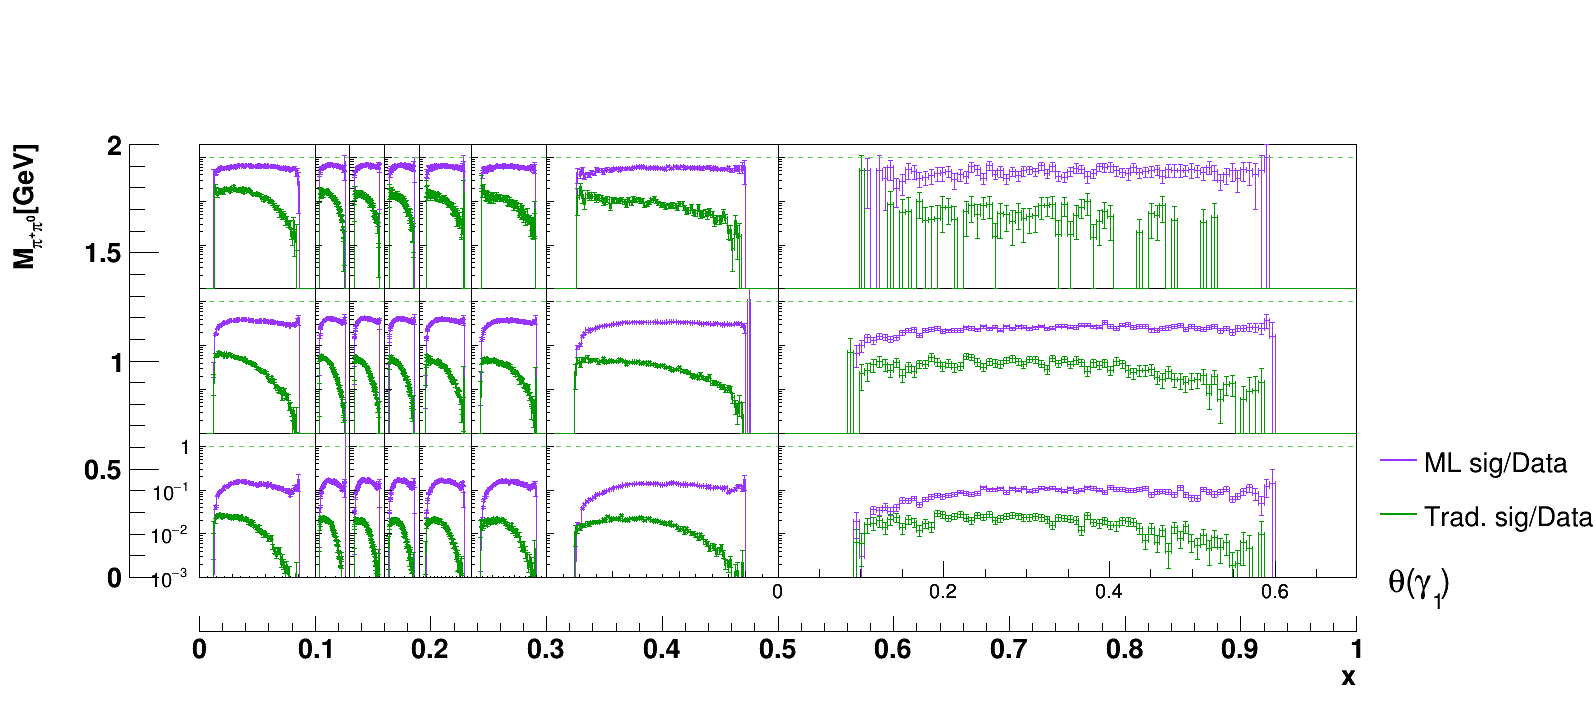 M_{π⁺π⁰}[GeV]
2
1.5
1
0.5
0
1
10⁻¹
10⁻²
10⁻³
0 0.2 0.4 0.6
θ(γ₁)
0 0.1 0.2 0.3 0.4 0.5 0.6 0.7 0.8 0.9 1
x
ML sig/Data
Trad. sig/Data